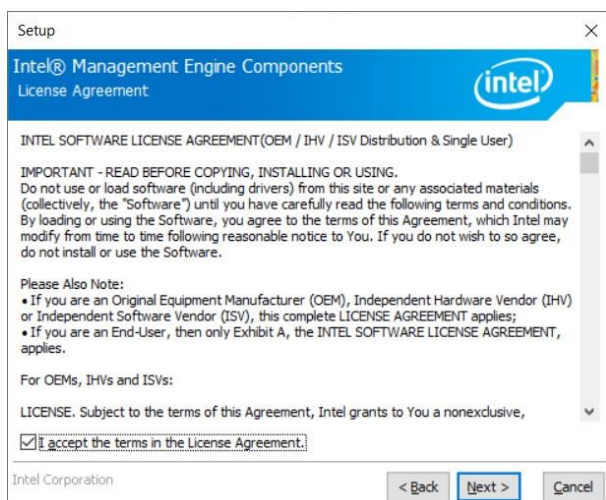 Setup
Intel® Management Engine Components
License Agreement
intel
INTEL SOFTWARE LICENSE AGREEMENT(OEM / IHV / ISV Distribution & Single User)
IMPORTANT - READ BEFORE COPYING, INSTALLING OR USING.
Do not use or load software (including drivers) from this site or any associated materials
(collectively, the "Software") until you have carefully read the following terms and conditions.
By loading or using the Software, you agree to the terms of this Agreement, which Intel may
modify from time to time following reasonable notice to You. If you do not wish to so agree,
do not install or use the Software.
Please Also Note:
• If you are an Original Equipment Manufacturer (OEM), Independent Hardware Vendor (IHV)
or Independent Software Vendor (ISV), this complete LICENSE AGREEMENT applies;
• If you are an End-User, then only Exhibit A, the INTEL SOFTWARE LICENSE AGREEMENT,
applies.
For OEMs, IHVs and ISVs:
LICENSE. Subject to the terms of this Agreement, Intel grants to You a nonexclusive,
I accept the terms in the License Agreement.
Intel Corporation
< Back Next > Cancel